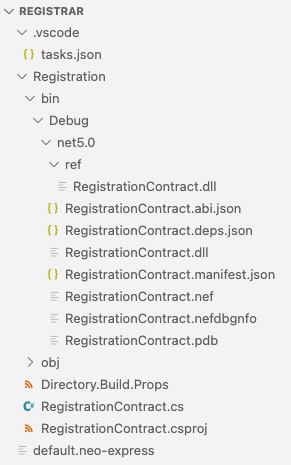 REGISTRAR
.vscode
{ } tasks.json
Registration
bin
Debug
net5.0
ref
RegistrationContract.dll
{ } RegistrationContract.abi.json
{ } RegistrationContract.deps.json
RegistrationContract.dll
{ } RegistrationContract.manifest.json
RegistrationContract.nef
RegistrationContract.nefdbgnfo
RegistrationContract.pdb
obj
Directory.Build.Props
C# RegistrationContract.cs
RegistrationContract.csproj
default.neo-express